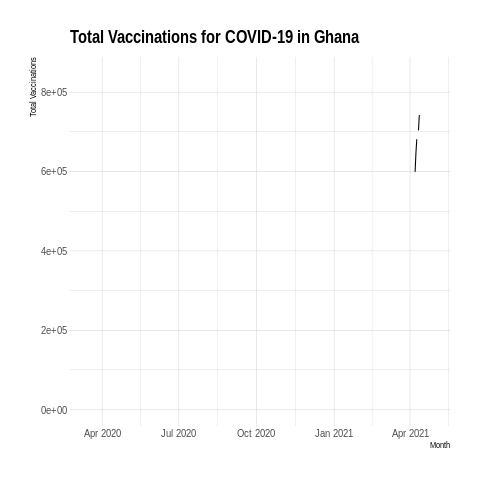 Total Vaccinations for COVID-19 in Ghana
Total Vaccinations
8e+05
6e+05
4e+05
2e+05
0e+00
Apr 2020
Jul 2020
Oct 2020
Jan 2021
Apr 2021
Month